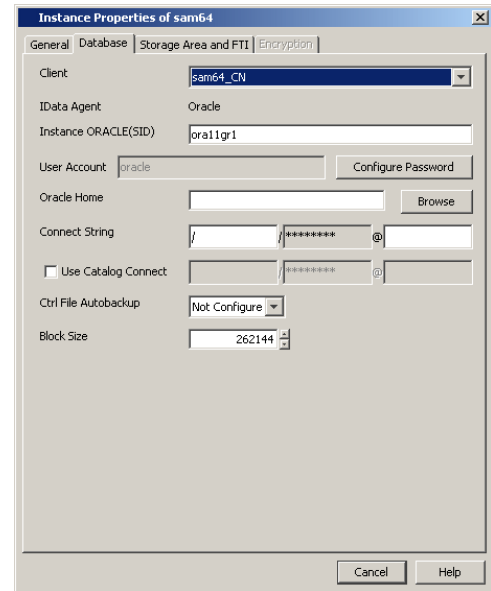 Instance Properties of sam64
General Database Storage Area and FTI Encryption
Client sam64_CN
IData Agent Oracle
Instance ORACLE(SID) ora11gr1
User Account oracle Configure Password
Oracle Home Browse
Connect String / / ******** @
Use Catalog Connect / ******** @
Ctrl File Autobackup Not Configure
Block Size 262144
Cancel Help